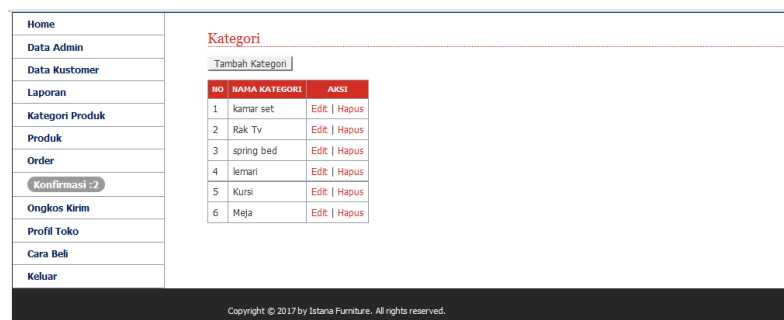 Home
Data Admin
Data Kustomer
Laporan
Kategori Produk
Produk
Order
Konfirmasi :2
Ongkos Kirim
Profil Toko
Cara Beli
Keluar
Kategori
Tambah Kategori
NO NAMA KATEGORI AKSI
1 kamar set Edit | Hapus
2 Rak Tv Edit | Hapus
3 spring bed Edit | Hapus
4 lemari Edit | Hapus
5 Kursi Edit | Hapus
6 Meja Edit | Hapus
Copyright © 2017 by Istana Furniture. All rights reserved.